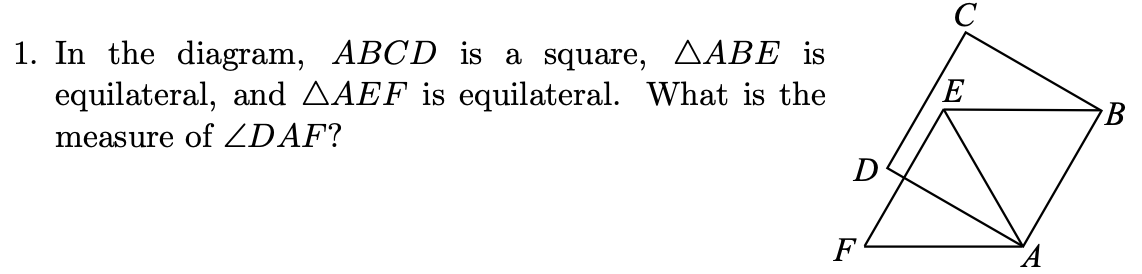 C
1. In the diagram, ABCD is a square, △ABE is
equilateral, and △AEF is equilateral. What is the
measure of ∠DAF?
E
B
D
F
A